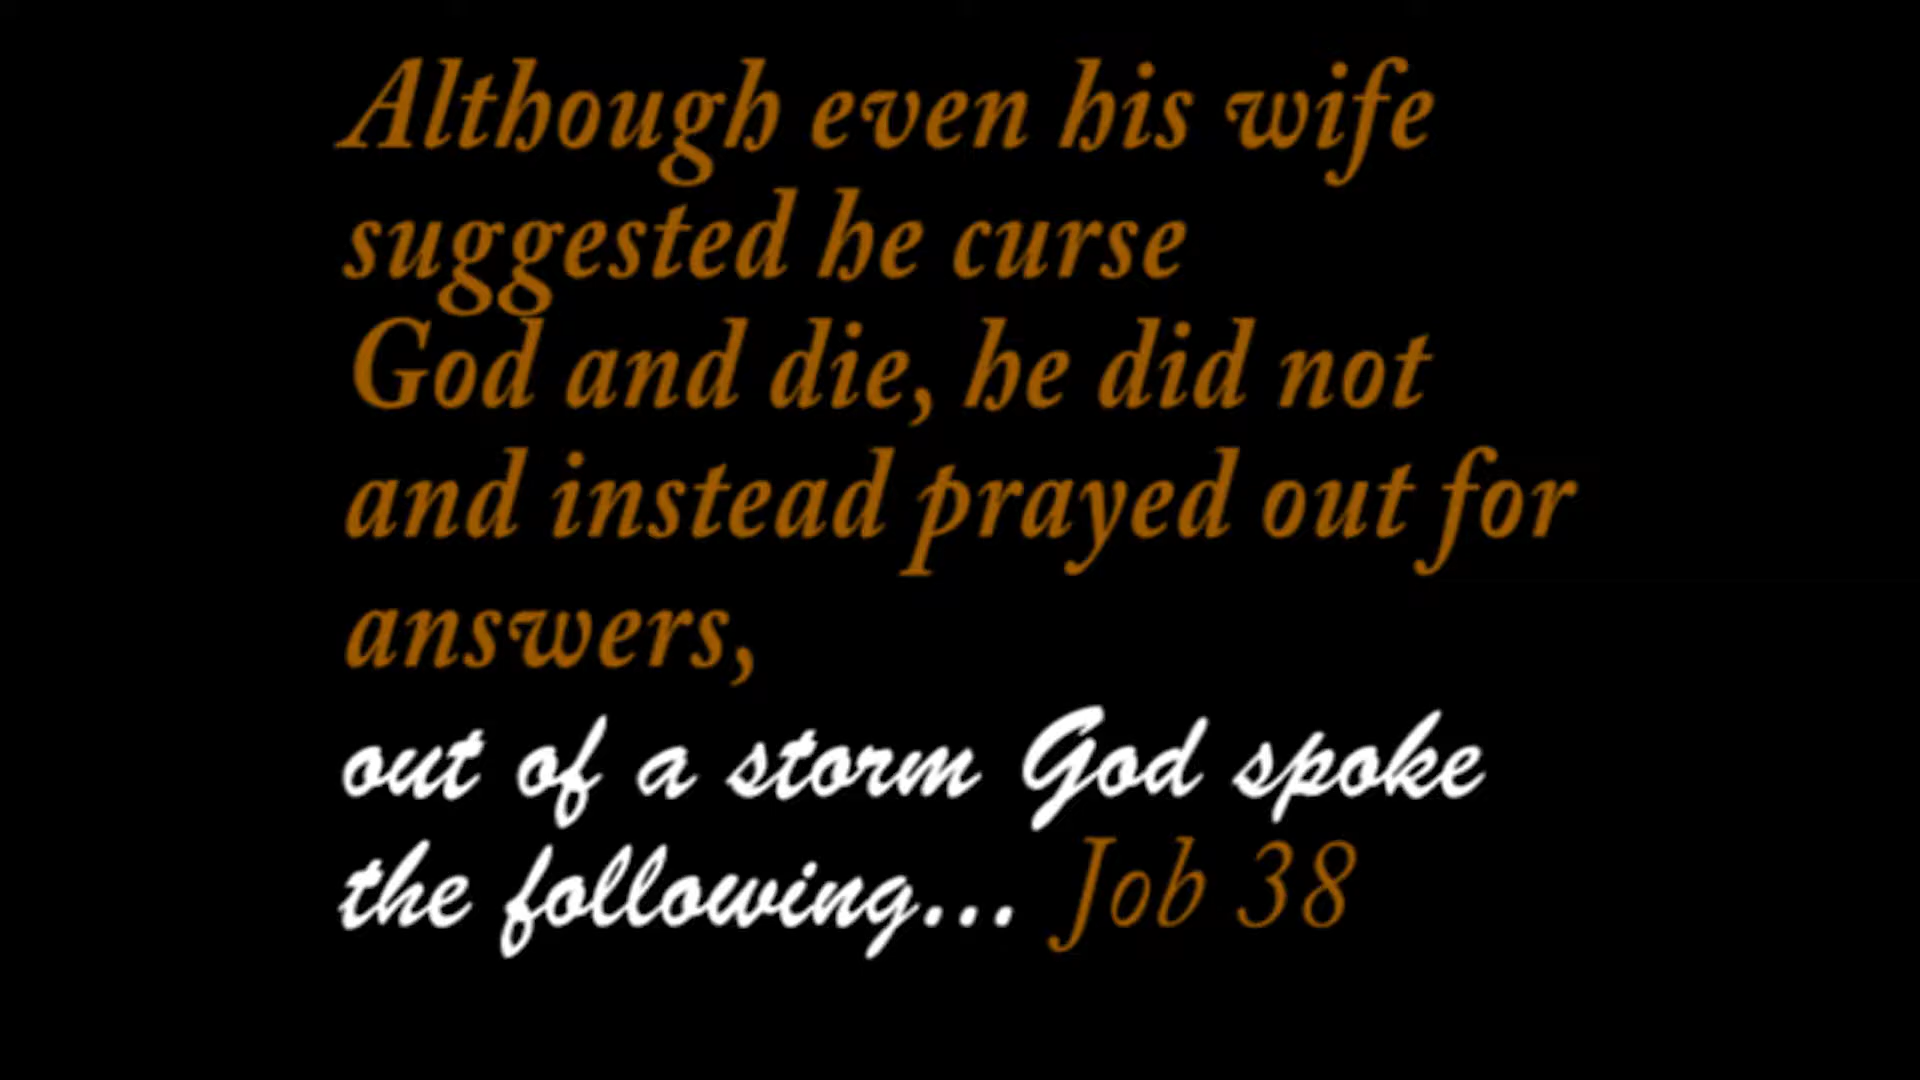 Although even his wife
suggested he curse
God and die, he did not
and instead prayed out for
answers,
out of a storm God spoke
the following... Job 38